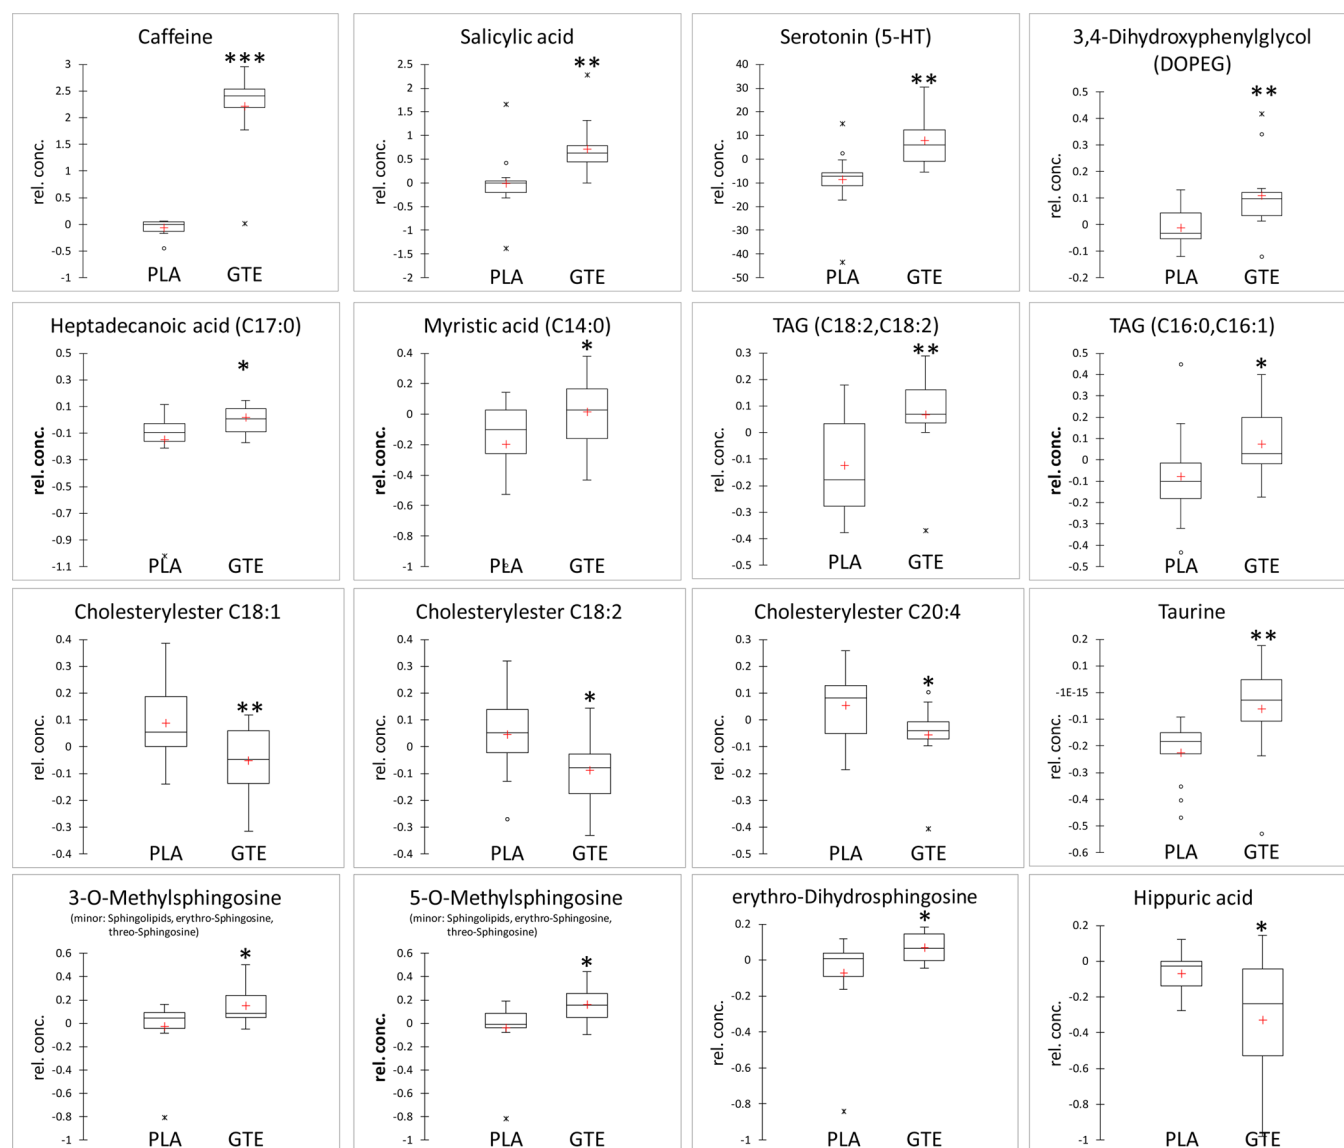 Caffeine
***
3
2.5
2
1.5
1
0.5
0
-0.5
-1
rel. conc.
PLA GTE
Salicylic acid
**
2.5
2
1.5
1
0.5
0
-0.5
-1
-1.5
-2
rel. conc.
PLA GTE
Serotonin (5-HT)
**
40
30
20
10
0
-10
-20
-30
-40
-50
rel. conc.
PLA GTE
3,4-Dihydroxyphenylglycol
(DOPEG)
**
0.5
0.4
0.3
0.2
0.1
0
-0.1
-0.2
rel. conc.
PLA GTE
Heptadecanoic acid (C17:0)
*
0.5
0.3
0.1
-0.1
-0.3
-0.5
-0.7
-0.9
-1.1
rel. conc.
PLA GTE
Myristic acid (C14:0)
*
0.4
0.2
0
-0.2
-0.4
-0.6
-0.8
-1
rel. conc.
PLA GTE
TAG (C18:2,C18:2)
**
0.3
0.2
0.1
0
-0.1
-0.2
-0.3
-0.4
-0.5
rel. conc.
PLA GTE
TAG (C16:0,C16:1)
*
0.5
0.4
0.3
0.2
0.1
0
-0.1
-0.2
-0.3
-0.4
-0.5
rel. conc.
PLA GTE
Cholesterylester C18:1
**
0.4
0.3
0.2
0.1
0
-0.1
-0.2
-0.3
-0.4
rel. conc.
PLA GTE
Cholesterylester C18:2
*
0.4
0.3
0.2
0.1
0
-0.1
-0.2
-0.3
-0.4
rel. conc.
PLA GTE
Cholesterylester C20:4
*
0.3
0.2
0.1
0
-0.1
-0.2
-0.3
-0.4
-0.5
rel. conc.
PLA GTE
Taurine
**
0.2
0.1
-1E-15
-0.1
-0.2
-0.3
-0.4
-0.5
-0.6
rel. conc.
PLA GTE
3-O-Methylsphingosine
(minor: Sphingolipids, erythro-Sphingosine,
threo-Sphingosine)
*
0.6
0.4
0.2
0
-0.2
-0.4
-0.6
-0.8
-1
rel. conc.
PLA GTE
5-O-Methylsphingosine
(minor: Sphingolipids, erythro-Sphingosine,
threo-Sphingosine)
*
0.6
0.4
0.2
0
-0.2
-0.4
-0.6
-0.8
-1
rel. conc.
PLA GTE
erythro-Dihydrosphingosine
*
0.2
0
-0.2
-0.4
-0.6
-0.8
-1
rel. conc.
PLA GTE
Hippuric acid
*
0.2
0
-0.2
-0.4
-0.6
-0.8
-1
rel. conc.
PLA GTE